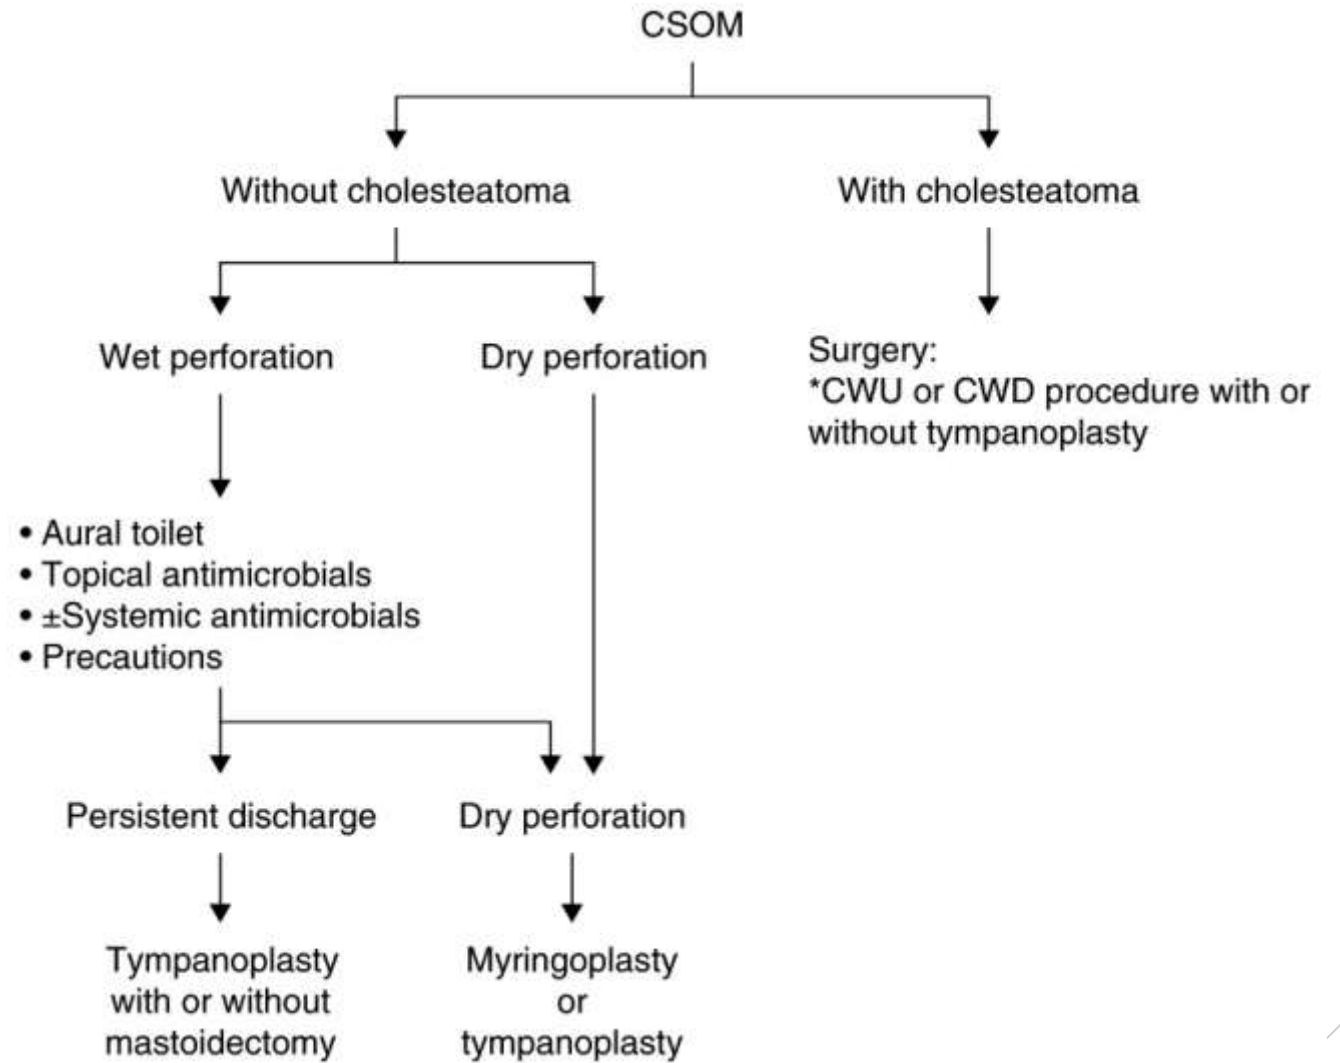 CSOM
Without cholesteatoma
With cholesteatoma
Wet perforation
Dry perforation
Surgery:
*CWU or CWD procedure with or
without tympanoplasty
• Aural toilet
• Topical antimicrobials
• ±Systemic antimicrobials
• Precautions
Persistent discharge
Dry perforation
Tympanoplasty
with or without
mastoidectomy
Myringoplasty
or
tympanoplasty